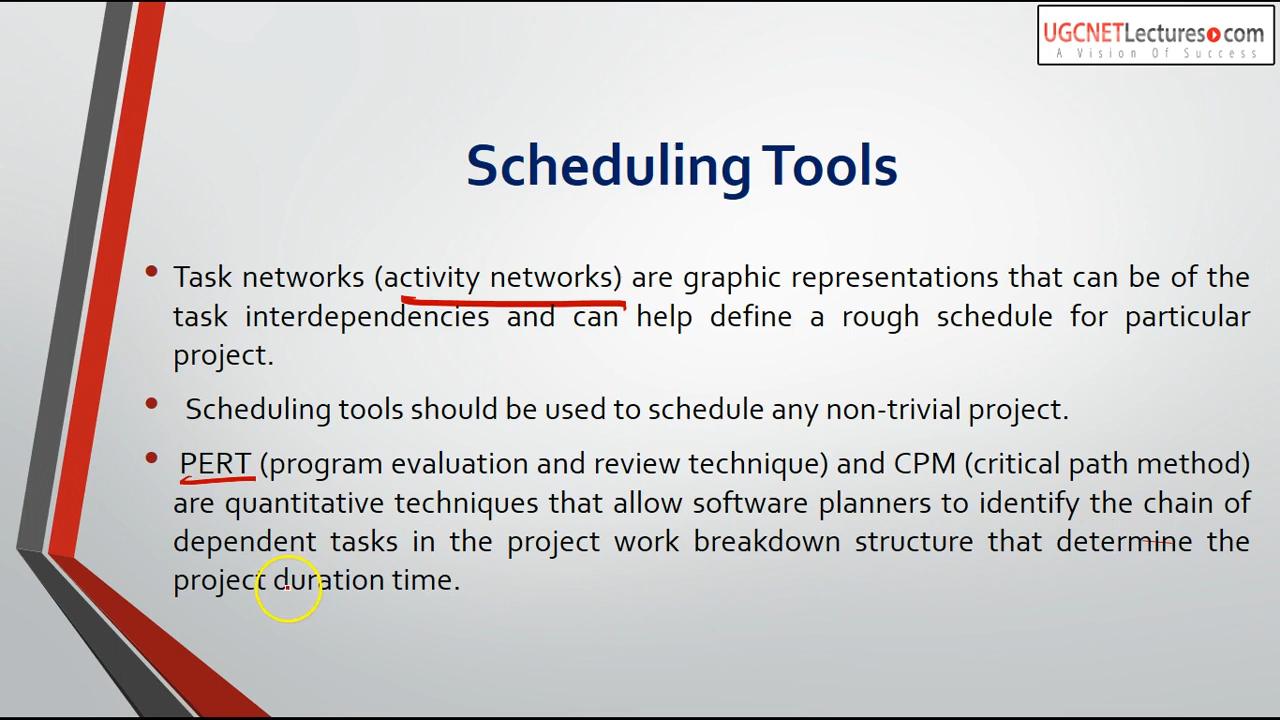 UGCNETLectures.com
A Vision Of Success
Scheduling Tools
• Task networks (activity networks) are graphic representations that can be of the
task interdependencies and can help define a rough schedule for particular
project.
• Scheduling tools should be used to schedule any non-trivial project.
• PERT (program evaluation and review technique) and CPM (critical path method)
are quantitative techniques that allow software planners to identify the chain of
dependent tasks in the project work breakdown structure that determine the
project duration time.